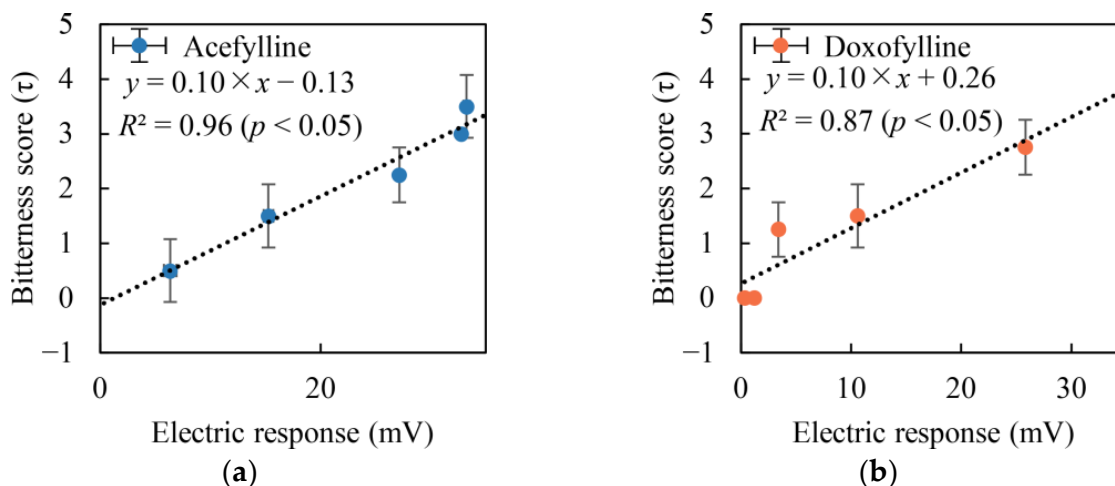 5
4
3
2
1
0
−1
Bitterness score (τ)
Acefylline
y = 0.10 × x − 0.13
R² = 0.96 (p < 0.05)
0 20
Electric response (mV)
(a)
5
4
3
2
1
0
−1
Bitterness score (τ)
Doxofylline
y = 0.10 × x + 0.26
R² = 0.87 (p < 0.05)
0 10 20 30
Electric response (mV)
(b)